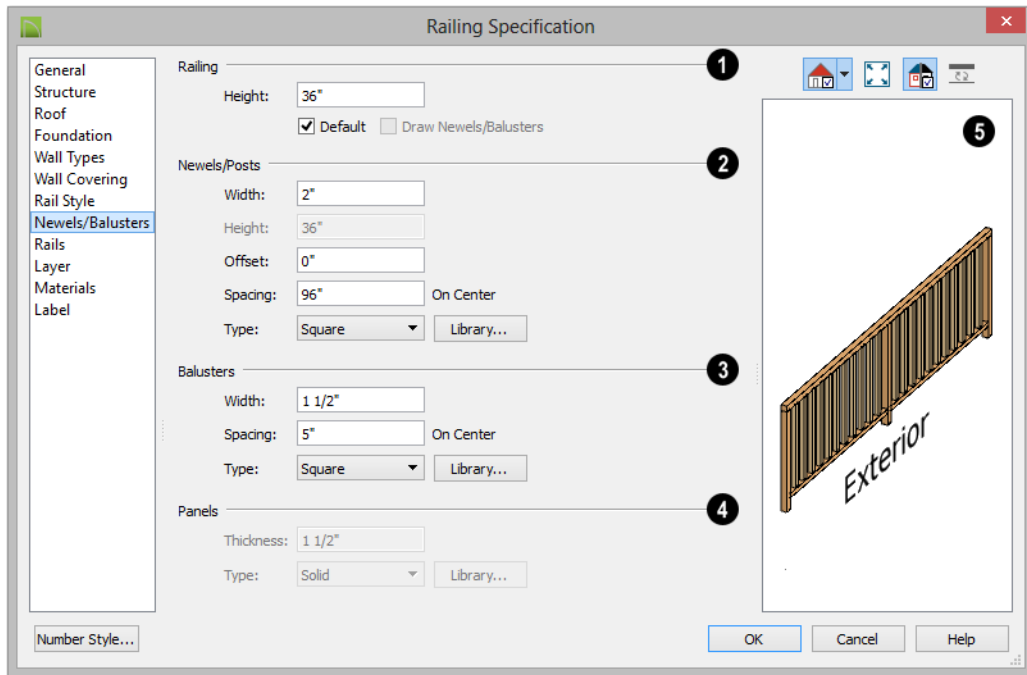 Railing Specification
General
Structure
Roof
Foundation
Wall Types
Wall Covering
Rail Style
Newels/Balusters
Rails
Layer
Materials
Label
Railing
1
Height: 36"
Default Draw Newels/Balusters
Newels/Posts
2
Width: 2"
Height: 36"
Offset: 0"
Spacing: 96" On Center
Type: Square Library...
Balusters
3
Width: 1 1/2"
Spacing: 5" On Center
Type: Square Library...
Panels
4
Thickness: 1 1/2"
Type: Solid Library...
5
Exterior
Number Style... OK Cancel Help